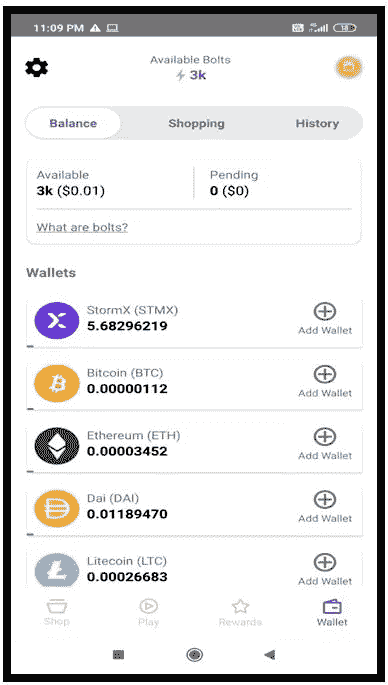 11:09 PM
18
Available Bolts
3k
Balance
Shopping
History
Available
Pending
3k ($0.01)
0 ($0)
What are bolts?
Wallets
StormX (STMX)
5.68296219
Add Wallet
Bitcoin (BTC)
0.00000112
Add Wallet
Ethereum (ETH)
0.00003452
Add Wallet
Dai (DAI)
0.01189470
Add Wallet
Litecoin (LTC)
0.00026683
Add Wallet
Shop
Play
Rewards
Wallet